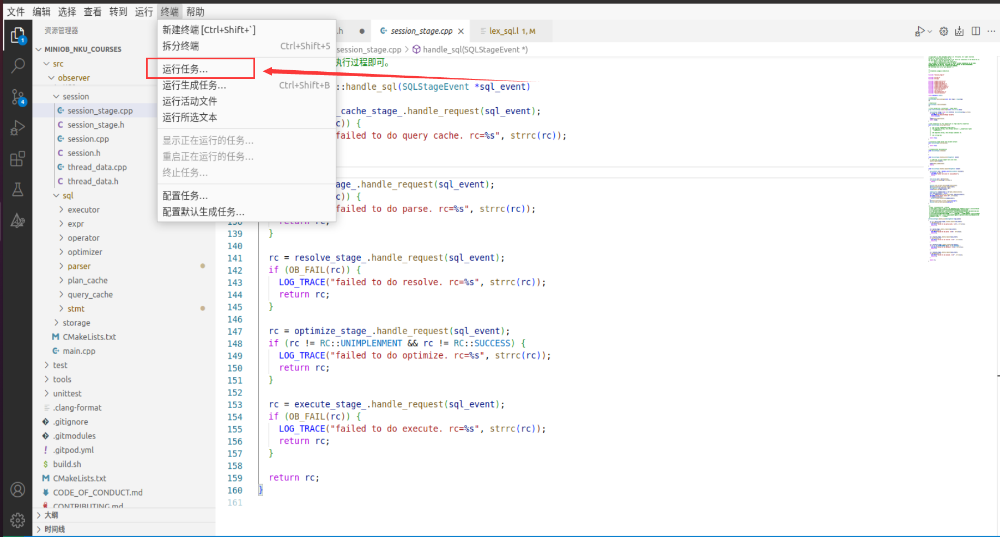 文件 编辑 选择 查看 转到 运行 终端 帮助
资源管理器
MINIOB_NKU_COURSES
src
observer
session
session_stage.cpp
session_stage.h
session.cpp
session.h
thread_data.cpp
thread_data.h
sql
executor
expr
operator
optimizer
parser
plan_cache
query_cache
stmt
storage
CMakeLists.txt
main.cpp
test
tools
unittest
.clang-format
.gitignore
.gitmodules
.gitpod.yml
build.sh
CMakeLists.txt
CODE_OF_CONDUCT.md
CONTRIBUTING.md
大纲
时间线
1
4
新建终端 [Ctrl+Shift+`]
拆分终端 Ctrl+Shift+5
运行任务...
运行生成任务... Ctrl+Shift+B
运行活动文件
运行所选文本
显示正在运行的任务...
重启正在运行的任务...
终止任务...
配置任务...
配置默认生成任务...
.h session_stage.cpp lex_sql.l 1, M
session_stage.cpp > handle_sql(SQLStageEvent *)
执行过程即可。
::handle_sql(SQLStageEvent *sql_event)
_cache_stage_.handle_request(sql_event);
c)) {
failed to do query cache. rc=%s", strrc(rc));
age_.handle_request(sql_event);
c)) {
failed to do parse. rc=%s", strrc(rc));
138 return rc;
139 }
140
141 rc = resolve_stage_.handle_request(sql_event);
142 if (OB_FAIL(rc)) {
143 LOG_TRACE("failed to do resolve. rc=%s", strrc(rc));
144 return rc;
145 }
146
147 rc = optimize_stage_.handle_request(sql_event);
148 if (rc != RC::UNIMPLENMENT && rc != RC::SUCCESS) {
149 LOG_TRACE("failed to do optimize. rc=%s", strrc(rc));
150 return rc;
151 }
152
153 rc = execute_stage_.handle_request(sql_event);
154 if (OB_FAIL(rc)) {
155 LOG_TRACE("failed to do execute. rc=%s", strrc(rc));
156 return rc;
157 }
158
159 return rc;
160 }
161